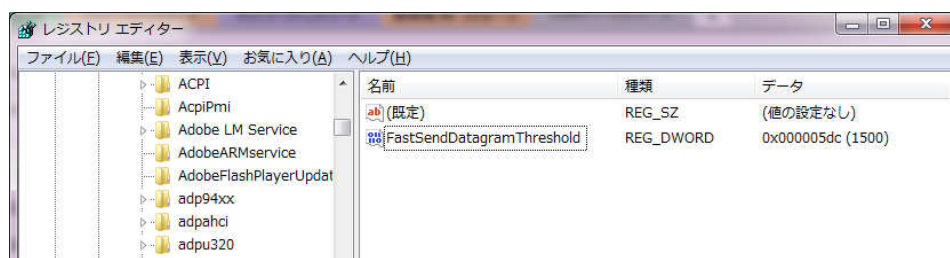 レジストリ エディター
ファイル(F) 編集(E) 表示(V) お気に入り(A) ヘルプ(H)
ACPI
AcpiPmi
Adobe LM Service
AdobeARMservice
AdobeFlashPlayerUpdat
adp94xx
adpahci
adpu320
名前 種類 データ
ab (既定) REG_SZ (値の設定なし)
FastSendDatagramThreshold REG_DWORD 0x000005dc (1500)